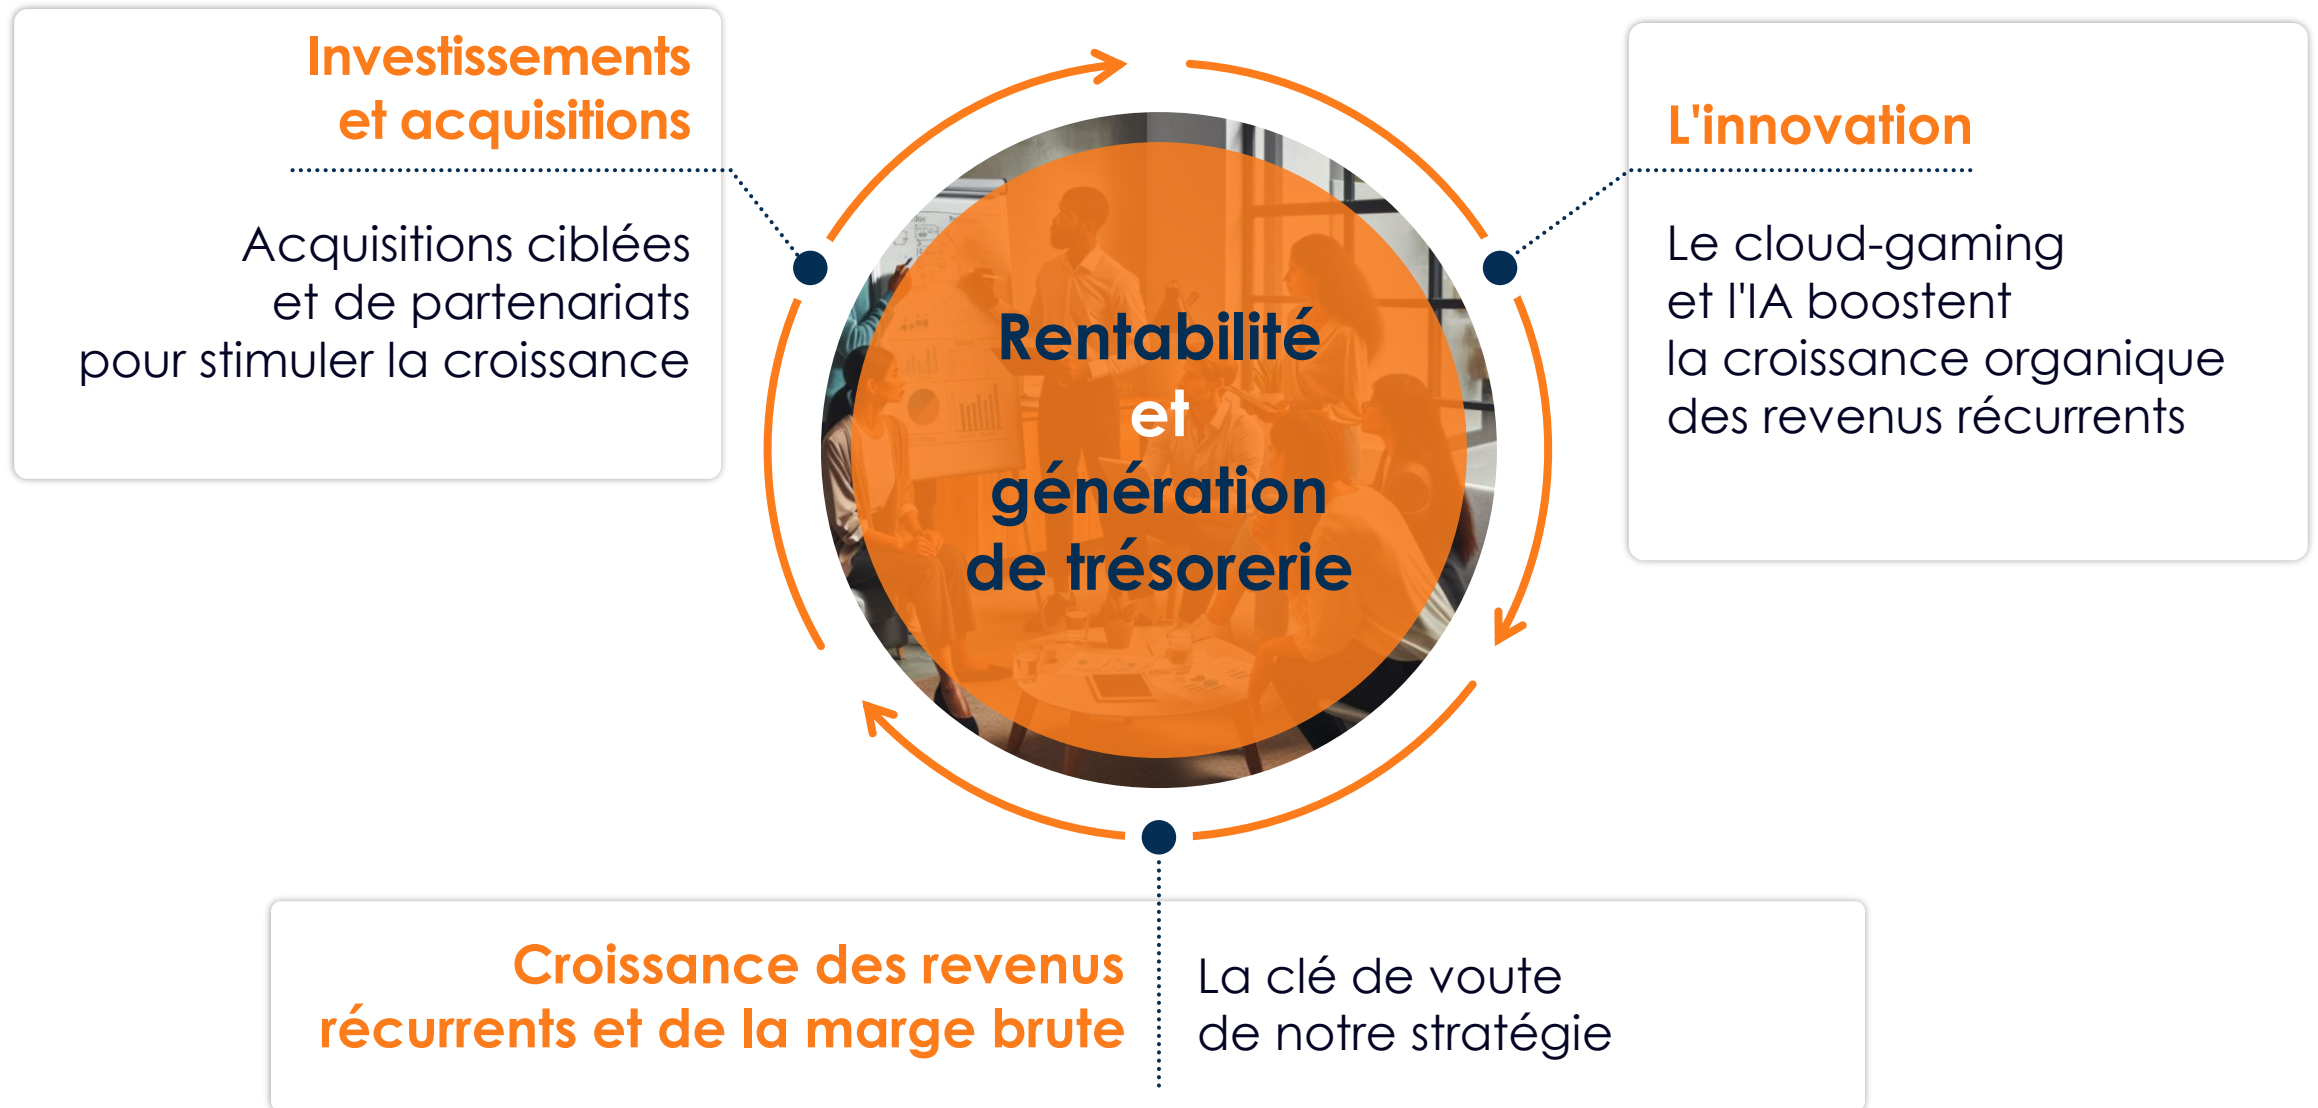 Investissements
et acquisitions
Acquisitions ciblées
et de partenariats
pour stimuler la croissance
Rentabilité
et
génération
de trésorerie
L'innovation
Le cloud-gaming
et l'IA boostent
la croissance organique
des revenus récurrents
Croissance des revenus
récurrents et de la marge brute
La clé de voute
de notre stratégie